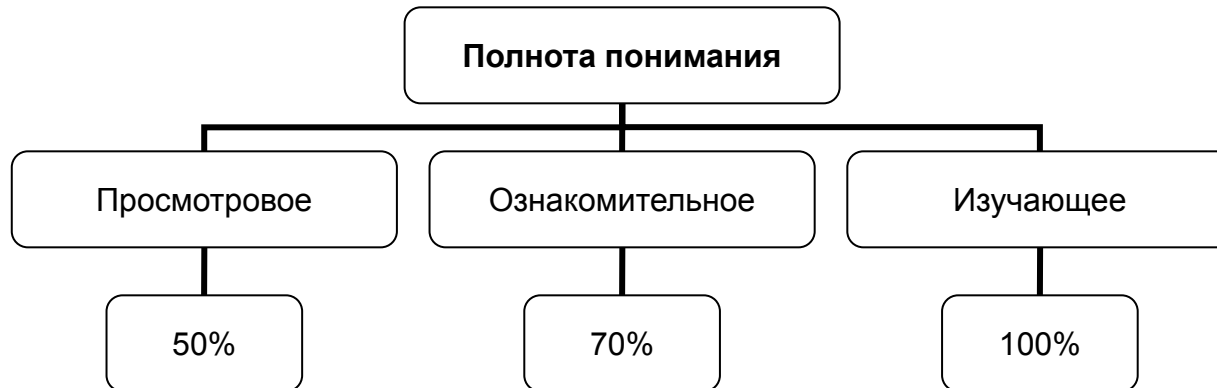 Полнота понимания
Просмотровое
Ознакомительное
Изучающее
50%
70%
100%